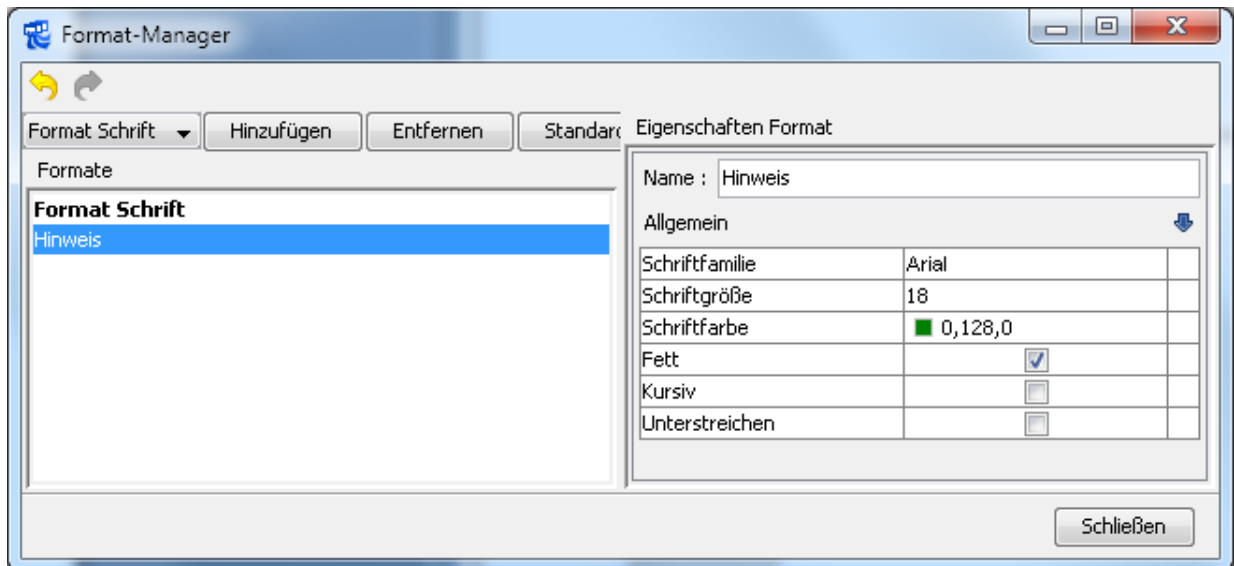 Format-Manager
Format Schrift Hinzufügen Entfernen Standard
Formate
Format Schrift
Hinweis
Eigenschaften Format
Name : Hinweis
Allgemein
Schriftfamilie Arial
Schriftgröße 18
Schriftfarbe 0,128,0
Fett
Kursiv
Unterstreichen
Schließen